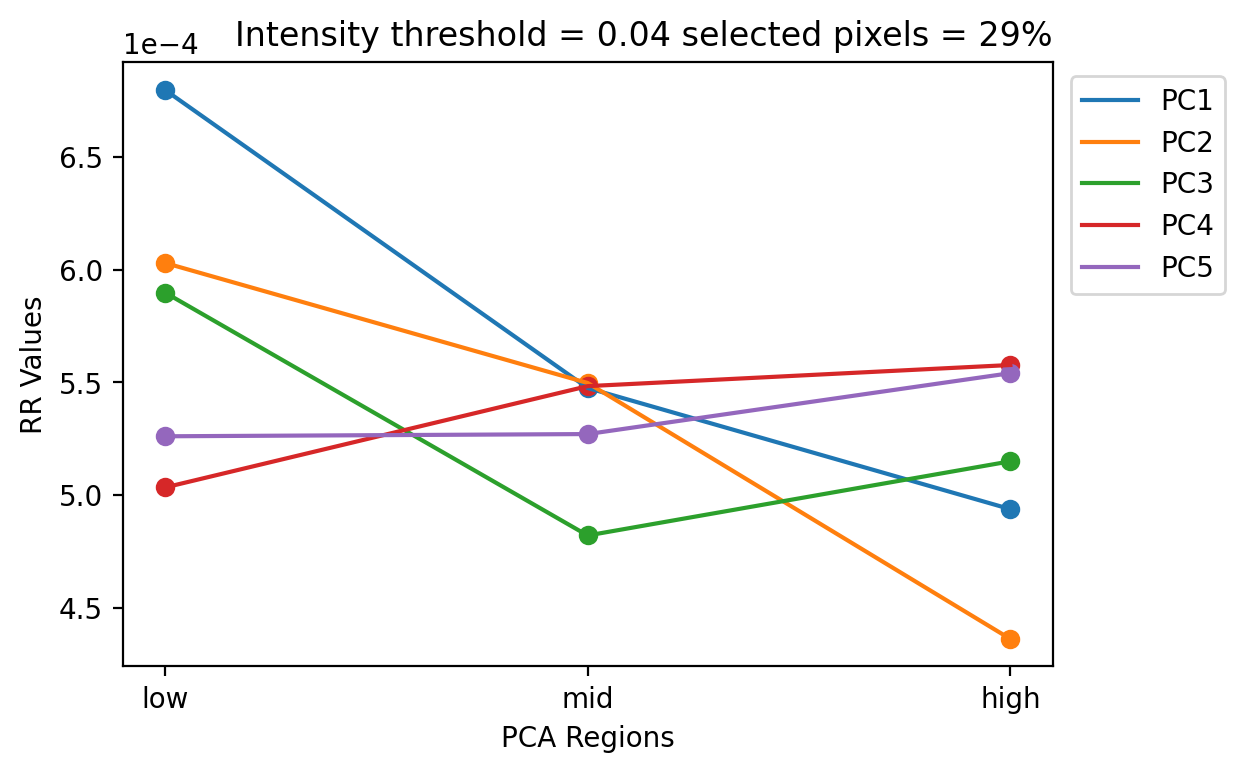 1e−4
Intensity threshold = 0.04 selected pixels = 29%
RR Values
6.5
6.0
5.5
5.0
4.5
low
mid
high
PCA Regions
PC1
PC2
PC3
PC4
PC5